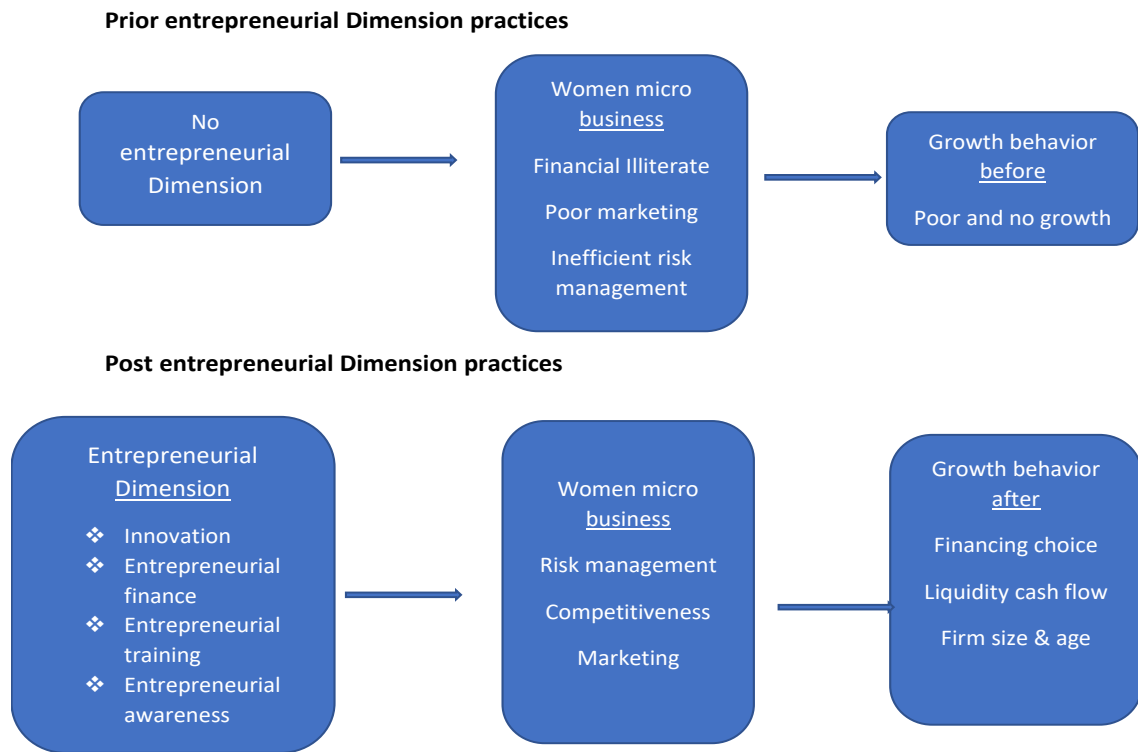 Prior entrepreneurial Dimension practices
No
entrepreneurial
Dimension
Women micro
business
Financial Illiterate
Poor marketing
Inefficient risk
management
Growth behavior
before
Poor and no growth
Post entrepreneurial Dimension practices
Entrepreneurial
Dimension
❖ Innovation
❖ Entrepreneurial
finance
❖ Entrepreneurial
training
❖ Entrepreneurial
awareness
Women micro
business
Risk management
Competitiveness
Marketing
Growth behavior
after
Financing choice
Liquidity cash flow
Firm size & age